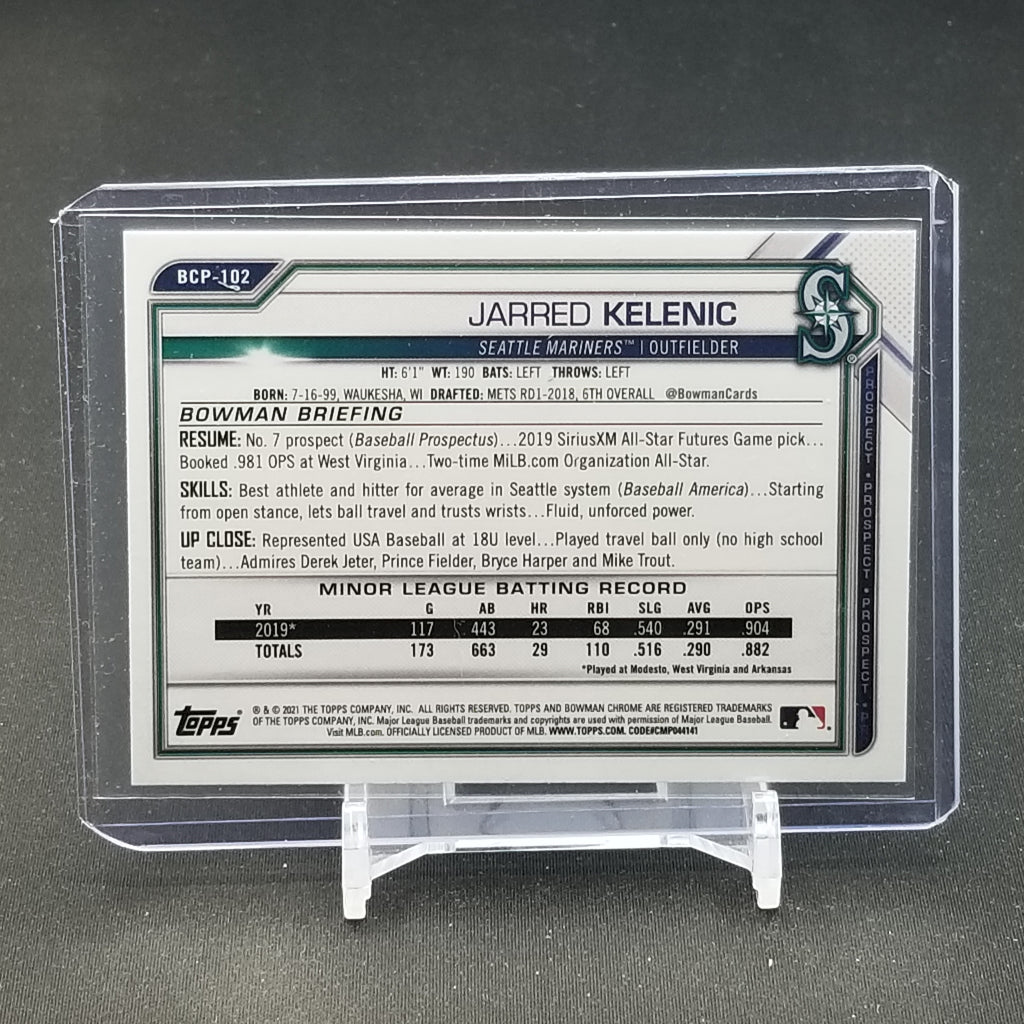 BCP-102
JARRED KELENIC
SEATTLE MARINERS™ | OUTFIELDER
HT: 6'1" WT: 190 BATS: LEFT THROWS: LEFT
BORN: 7-16-99, WAUKESHA, WI DRAFTED: METS RD1-2018, 6TH OVERALL @BowmanCards
BOWMAN BRIEFING
RESUME: No. 7 prospect (Baseball Prospectus)...2019 SiriusXM All-Star Futures Game pick...
Booked .981 OPS at West Virginia...Two-time MiLB.com Organization All-Star.
SKILLS: Best athlete and hitter for average in Seattle system (Baseball America)...Starting
from open stance, lets ball travel and trusts wrists...Fluid, unforced power.
UP CLOSE: Represented USA Baseball at 18U level...Played travel ball only (no high school
team)...Admires Derek Jeter, Prince Fielder, Bryce Harper and Mike Trout.
MINOR LEAGUE BATTING RECORD
YR G AB HR RBI SLG AVG OPS
2019* 117 443 23 68 .540 .291 .904
TOTALS 173 663 29 110 .516 .290 .882
*Played at Modesto, West Virginia and Arkansas
TOPPS® ® & © 2021 THE TOPPS COMPANY, INC. ALL RIGHTS RESERVED. TOPPS AND BOWMAN CHROME ARE REGISTERED TRADEMARKS
OF THE TOPPS COMPANY, INC. Major League Baseball trademarks and copyrights are used with permission of Major League Baseball.
Visit MLB.com. OFFICIALLY LICENSED PRODUCT OF MLB. WWW.TOPPS.COM. CODE#CMP044141
S®
PROSPECT • PROSPECT • PROSPECT • P